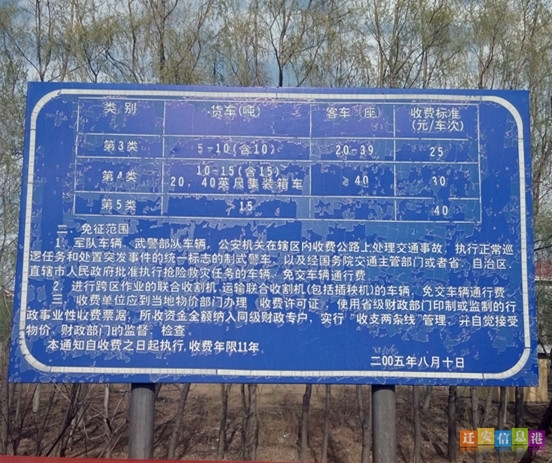 类 别 货车(吨) 客车 (座) 收费标准
(元/车次)
第3类 5-10(含10) 20-39 25
第4类 10-15(含15)
20、40英尺集装箱车 40 30
第5类 15 40
二、免征范围
1、军队车辆、武警部队车辆，公安机关在辖区内收费公路上处理交通事故，执行正常巡
逻任务和处置突发事件的统一标志的制式警车，以及经国务院交通主管部门或者省、自治区、
直辖市人民政府批准执行抢险救灾任务的车辆，免交车辆通行费。
2、进行跨区作业的联合收割机、运输联合收割机(包括插秧机)的车辆，免交车辆通行费
三、收费单位应到当地物价部门办理《收费许可证》，使用省级财政部门印制或监制的行
政事业性收费票据，所收资金全额纳入同级财政专户，实行“收支两条线”管理，并自觉接受
物价、财政部门的监督、检查。
本通知自收费之日起执行，收费年限11年。
二00五年八月十日
迁安信息港